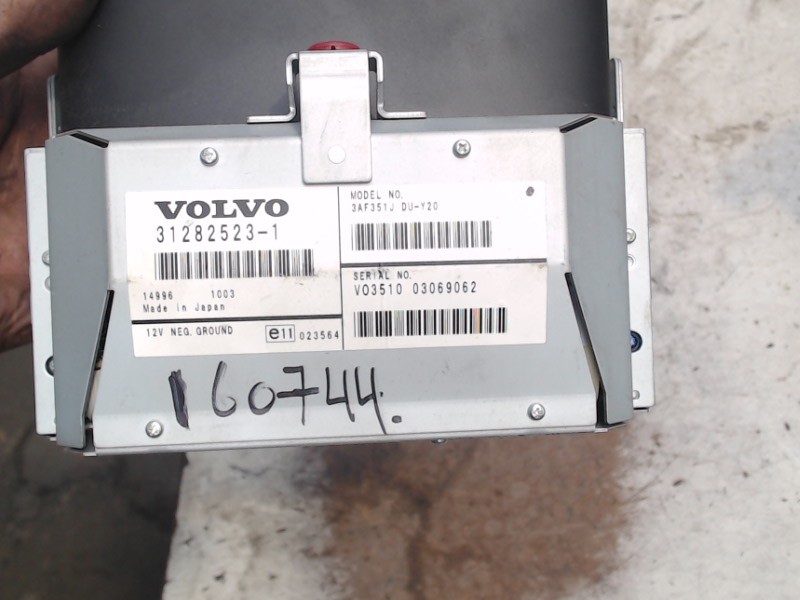 VOLVO
31282523-1
14996 1003
Made in Japan
12V NEG. GROUND e11 023564
MODEL NO.
3AF351J DU-Y20
SERIAL NO.
VO3510 03069062
160744.